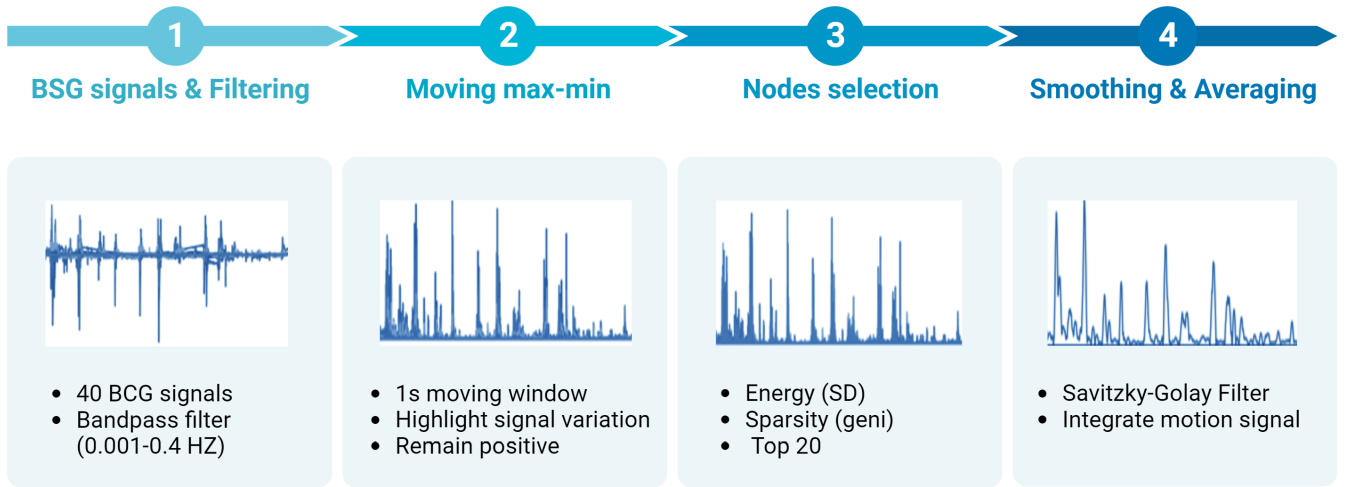 1
BSG signals & Filtering
2
Moving max-min
3
Nodes selection
4
Smoothing & Averaging
• 40 BCG signals
• Bandpass filter
(0.001-0.4 HZ)
• 1s moving window
• Highlight signal variation
• Remain positive
• Energy (SD)
• Sparsity (geni)
• Top 20
• Savitzky-Golay Filter
• Integrate motion signal